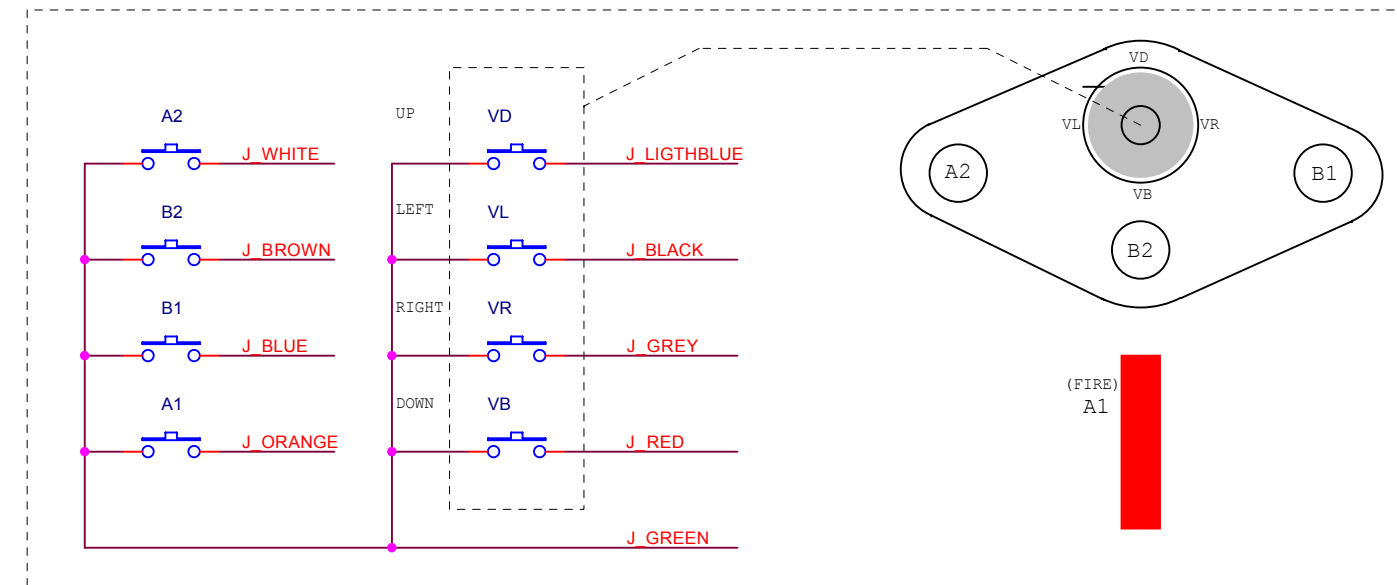 A2
J_WHITE
B2
J_BROWN
B1
J_BLUE
A1
J_ORANGE
UP
VD
J_LIGTHBLUE
LEFT
VL
J_BLACK
RIGHT
VR
J_GREY
DOWN
VB
J_RED
J_GREEN
VD
VL
VR
VB
A2
B1
B2
(FIRE)
A1